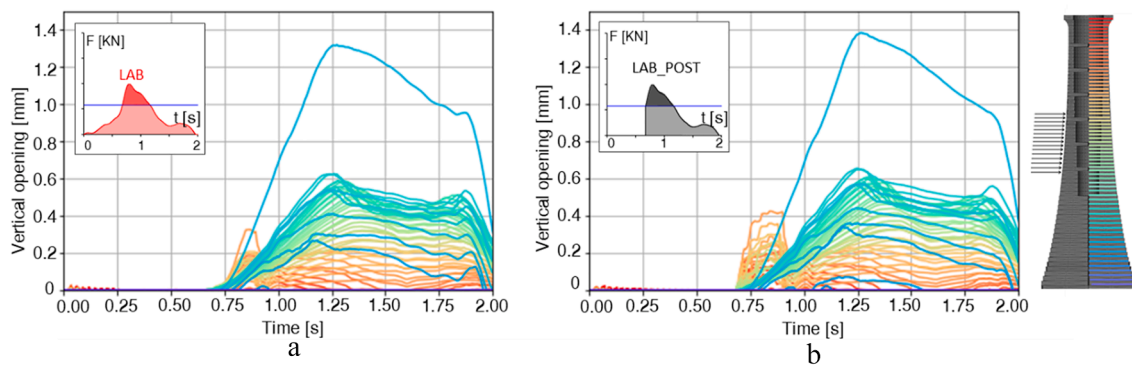 1.4
1.2
1.0
0.8
0.6
0.4
0.2
0
Vertical opening [mm]
F [KN]
LAB
t [s]
0 1 2
0.00 0.25 0.50 0.75 1.00 1.25 1.50 1.75 2.00
Time [s]
a
1.4
1.2
1.0
0.8
0.6
0.4
0.2
0
Vertical opening [mm]
F [KN]
LAB_POST
t [s]
0 1 2
0.00 0.25 0.50 0.75 1.00 1.25 1.50 1.75 2.00
Time [s]
b